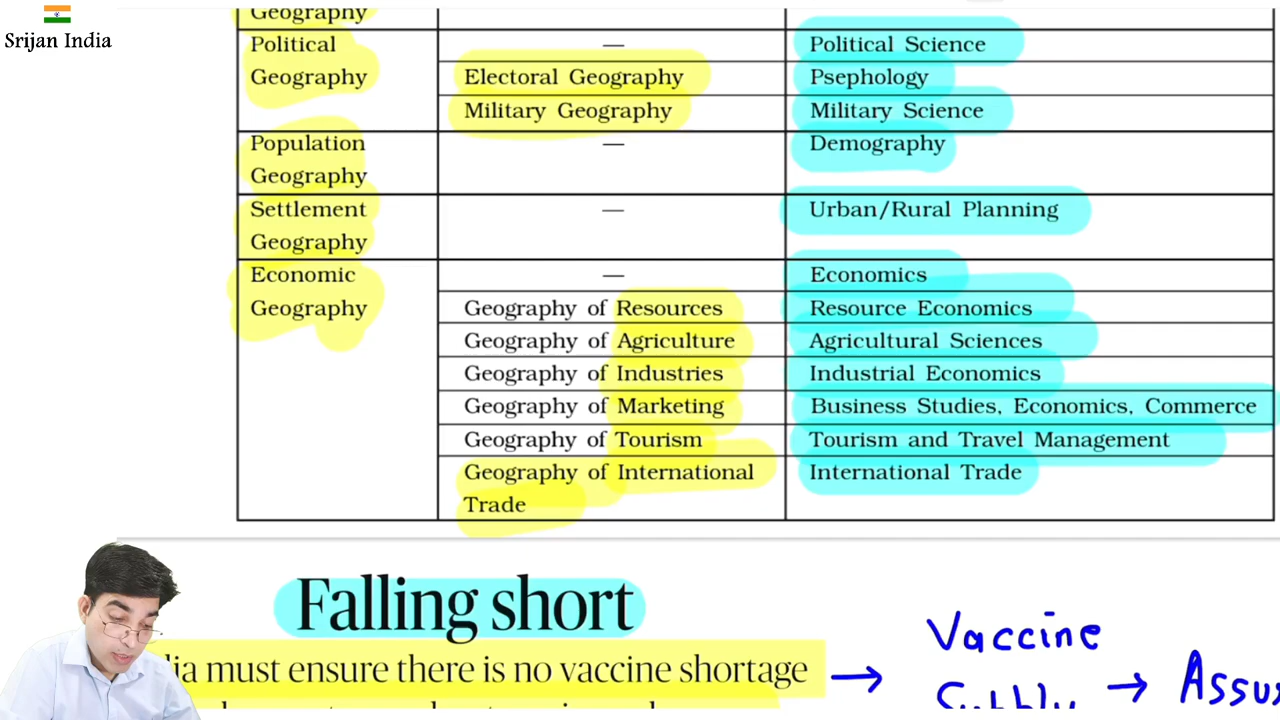 Srijan India
Geography
Political Geography — Political Science
Electoral Geography Psephology
Military Geography Military Science
Population Geography — Demography
Settlement Geography — Urban/Rural Planning
Economic Geography — Economics
Geography of Resources Resource Economics
Geography of Agriculture Agricultural Sciences
Geography of Industries Industrial Economics
Geography of Marketing Business Studies, Economics, Commerce
Geography of Tourism Tourism and Travel Management
Geography of International Trade International Trade
Falling short
must ensure there is no vaccine shortage
Vaccine